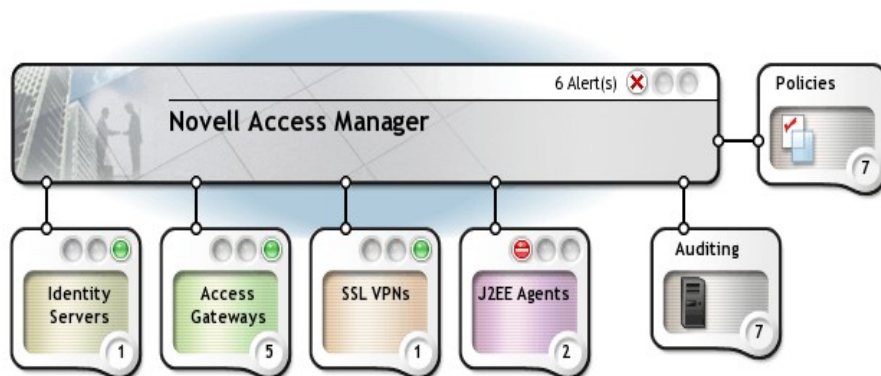 6 Alert(s)
Novell Access Manager
Policies
7
Identity
Servers
1
Access
Gateways
5
SSL VPNs
1
J2EE Agents
2
Auditing
7